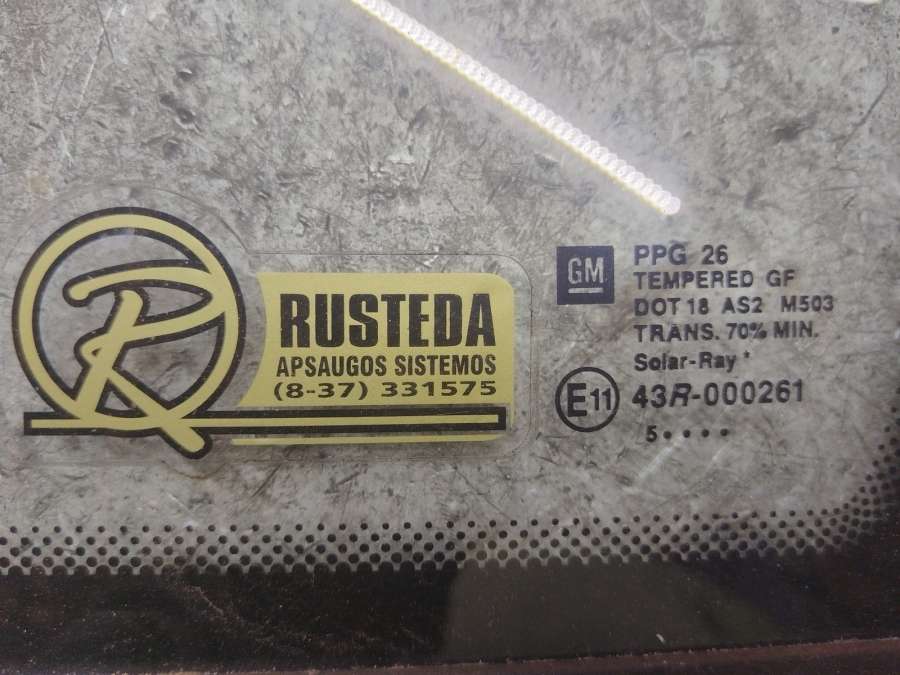 R
RUSTEDA
APSAUGOS SISTEMOS
(8-37) 331575
GM
PPG 26
TEMPERED GF
DOT 18 AS2 M503
TRANS. 70% MIN.
Solar-Ray *
E11 43R-000261
5••••